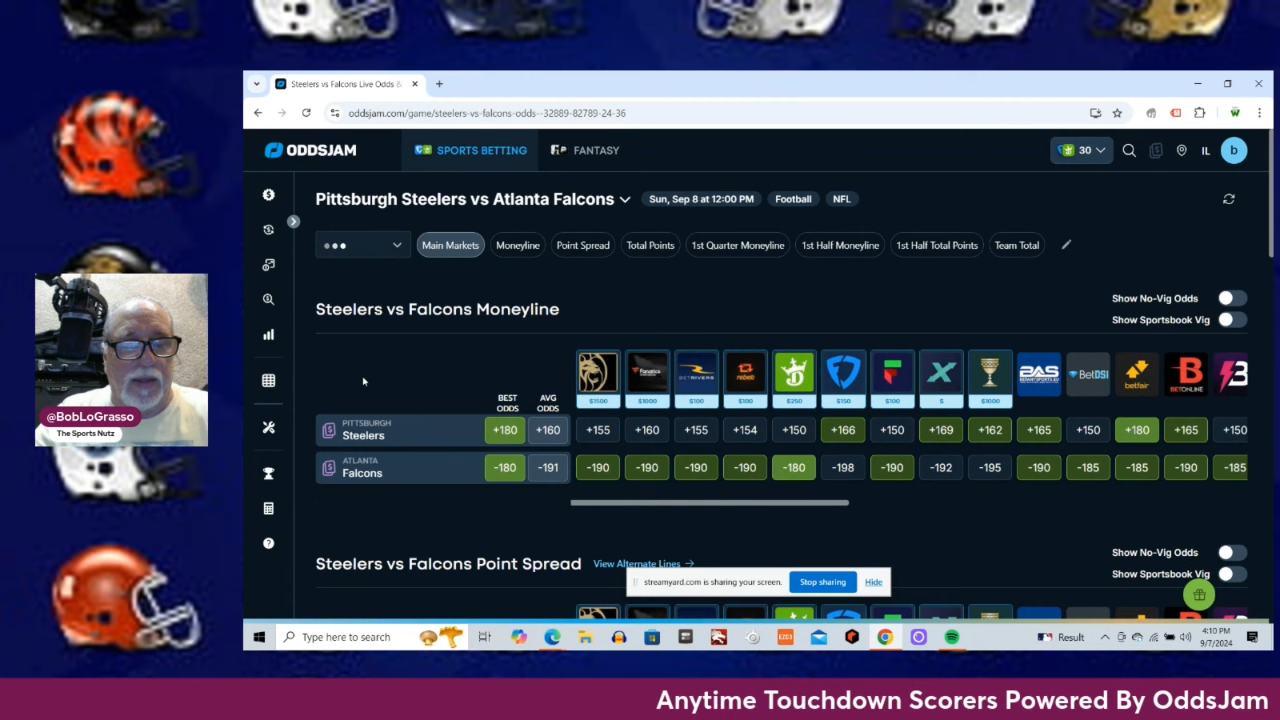 Steelers vs Falcons Live Odds &
oddsjam.com/game/steelers-vs-falcons-odds--32889-82789-24-36
ODDSJAM
SPORTS BETTING
FANTASY
30
IL
b
Pittsburgh Steelers vs Atlanta Falcons
Sun, Sep 8 at 12:00 PM
Football
NFL
Main Markets
Moneyline
Point Spread
Total Points
1st Quarter Moneyline
1st Half Moneyline
1st Half Total Points
Team Total
Steelers vs Falcons Moneyline
Show No-Vig Odds
Show Sportsbook Vig
Fanatics
BETRIVERS
rebet
BAS
BetDSI
betfair
BETONLINE
$1500 $1000 $100 $100 $250 $150 $100 $ $1000
BEST ODDS
AVG ODDS
PITTSBURGH
Steelers +180 +160 +155 +160 +155 +154 +150 +166 +150 +169 +162 +165 +150 +180 +165 +150
ATLANTA
Falcons -180 -191 -190 -190 -190 -190 -180 -198 -190 -192 -195 -190 -185 -185 -190 -185
Steelers vs Falcons Point Spread
View Alternate Lines →
Show No-Vig Odds
Show Sportsbook Vig
streamyard.com is sharing your screen.
Stop sharing
Hide
Type here to search
Result
4:10 PM
9/7/2024
@BobLoGrasso
The Sports Nutz
Anytime Touchdown Scorers Powered By OddsJam